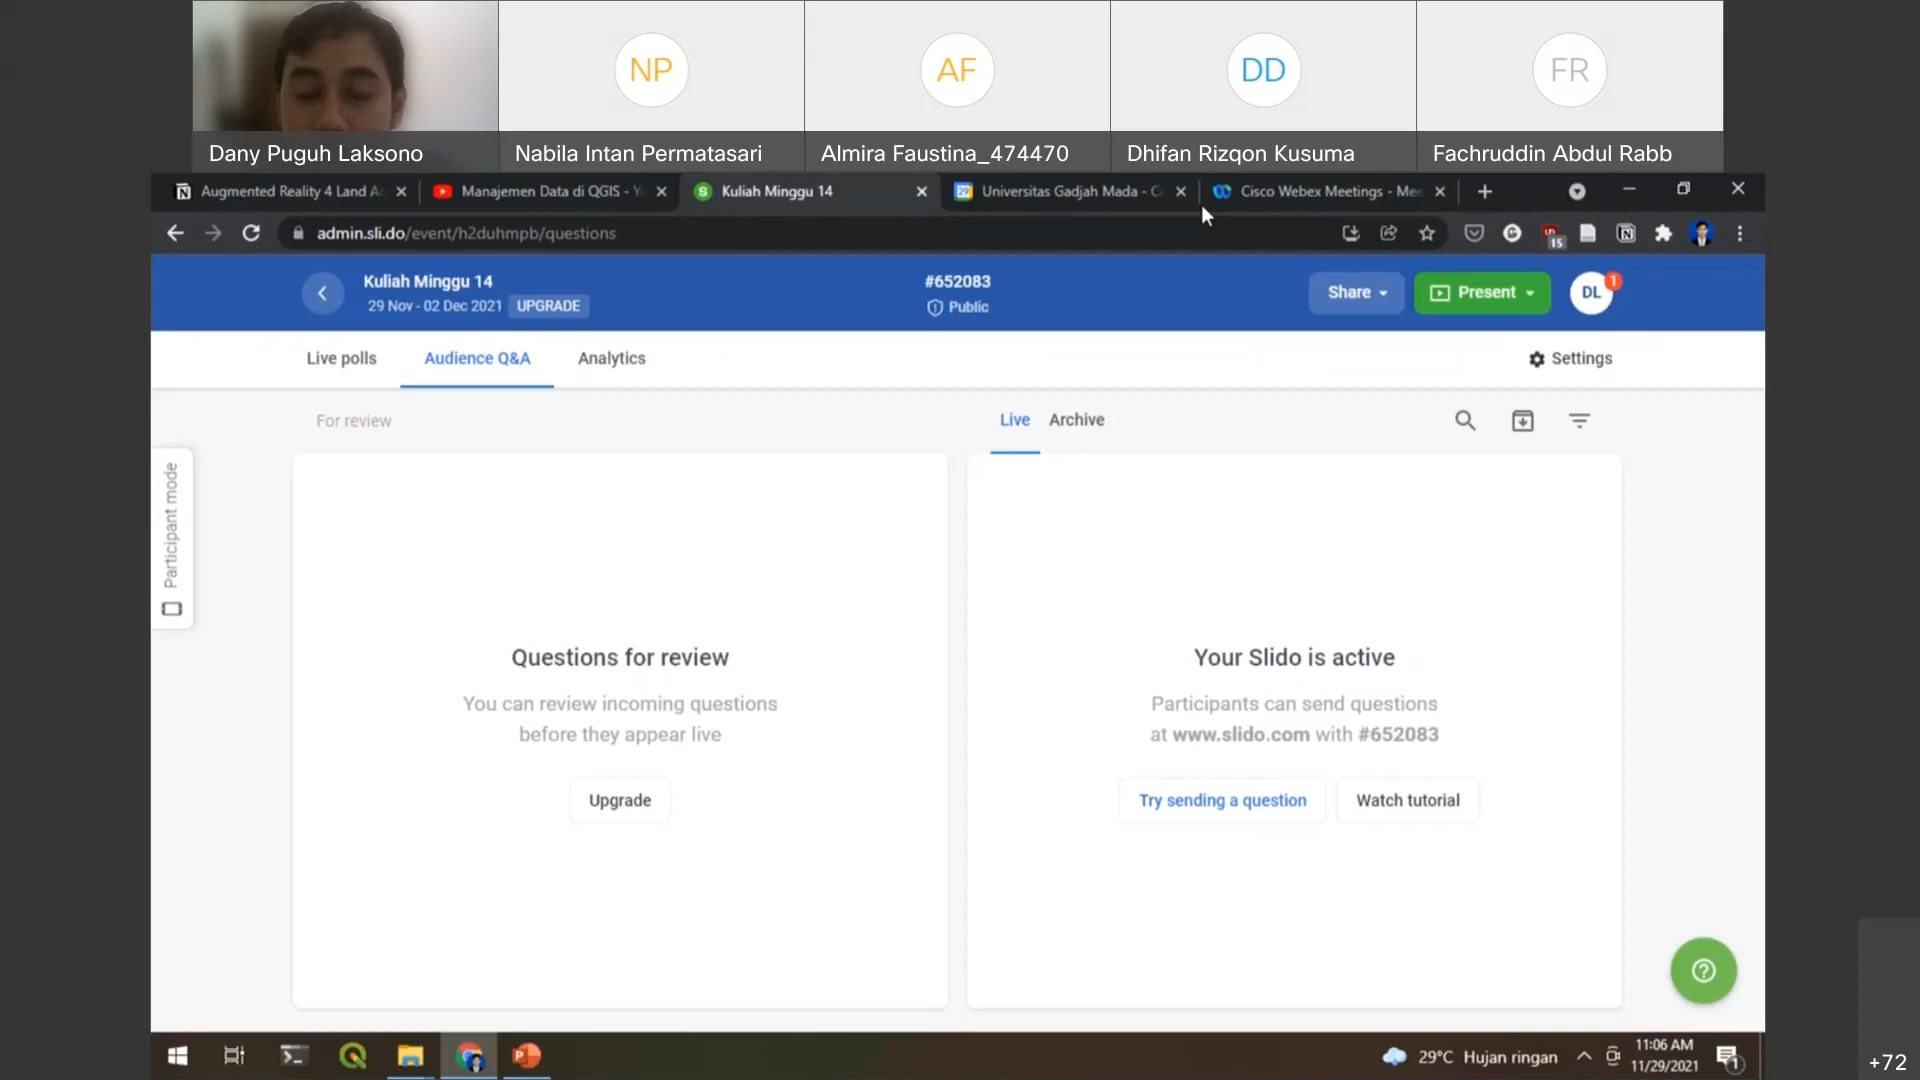 NP
AF
DD
FR
Dany Puguh Laksono
Nabila Intan Permatasari
Almira Faustina_474470
Dhifan Rizqon Kusuma
Fachruddin Abdul Rabb
Augmented Reality 4 Land A
Manajemen Data di QGIS - Y
Kuliah Minggu 14
Universitas Gadjah Mada - C
Cisco Webex Meetings - Mee
admin.sli.do/event/h2duhmpb/questions
15
Kuliah Minggu 14
29 Nov - 02 Dec 2021 UPGRADE
#652083
Public
Share
Present
DL
1
Live polls
Audience Q&A
Analytics
Settings
For review
Live
Archive
Participant mode
Questions for review
You can review incoming questions
before they appear live
Upgrade
Your Slido is active
Participants can send questions
at www.slido.com with #652083
Try sending a question
Watch tutorial
29°C Hujan ringan
11:06 AM
11/29/2021
1
+72